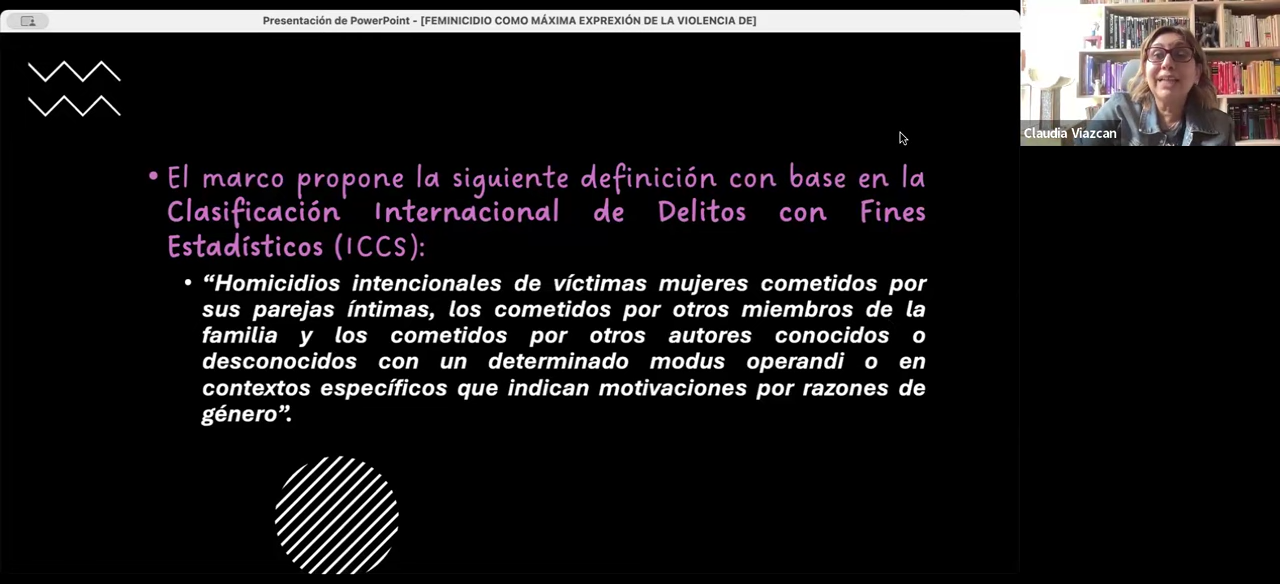 Presentación de PowerPoint - [FEMINICIDIO COMO MÁXIMA EXPREXIÓN DE LA VIOLENCIA DE]
Claudia Viazcan
• El marco propone la siguiente definición con base en la
Clasificación Internacional de Delitos con Fines
Estadísticos (ICCS):
• “Homicidios intencionales de víctimas mujeres cometidos por
sus parejas íntimas, los cometidos por otros miembros de la
familia y los cometidos por otros autores conocidos o
desconocidos con un determinado modus operandi o en
contextos específicos que indican motivaciones por razones de
género”.